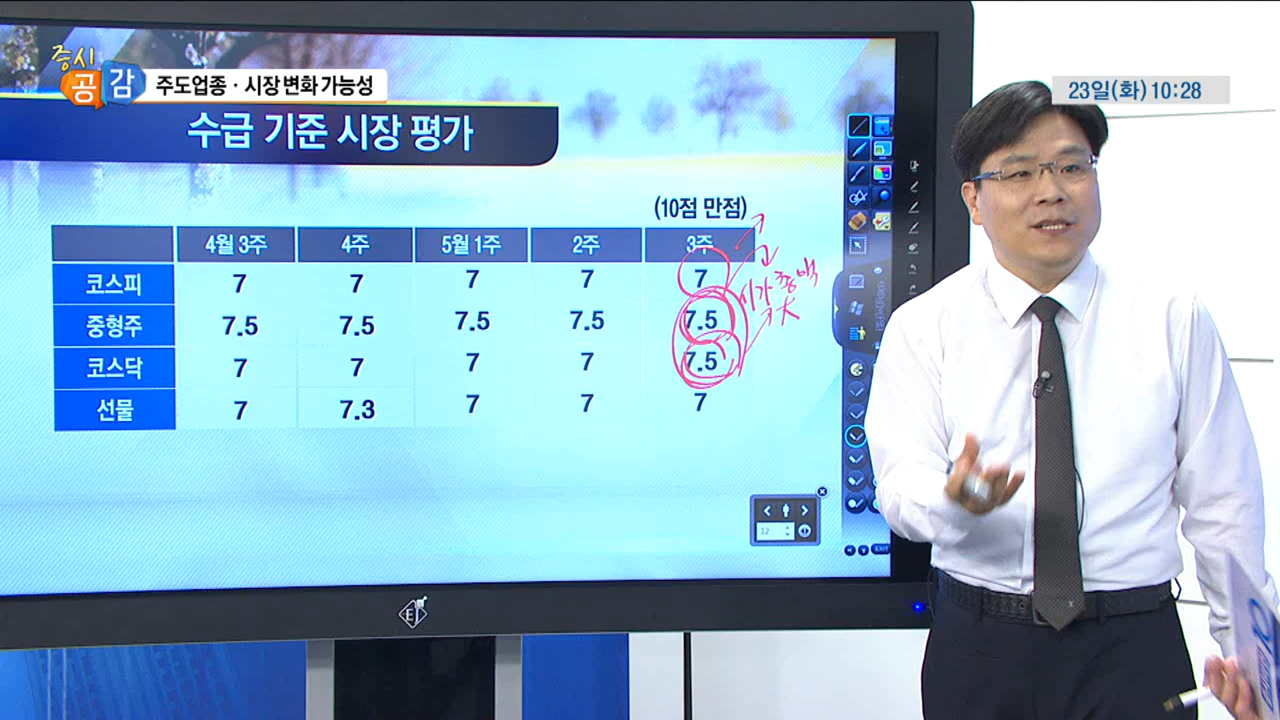 증시
공감
주도업종·시장 변화 가능성
23일(화) 10:28
수급 기준 시장 평가
(10점 만점)
4월 3주 4주 5월 1주 2주 3주
코스피 7 7 7 7 7
중형주 7.5 7.5 7.5 7.5 7.5
코스닥 7 7 7 7 7.5
선물 7 7.3 7 7 7
12
EXIT